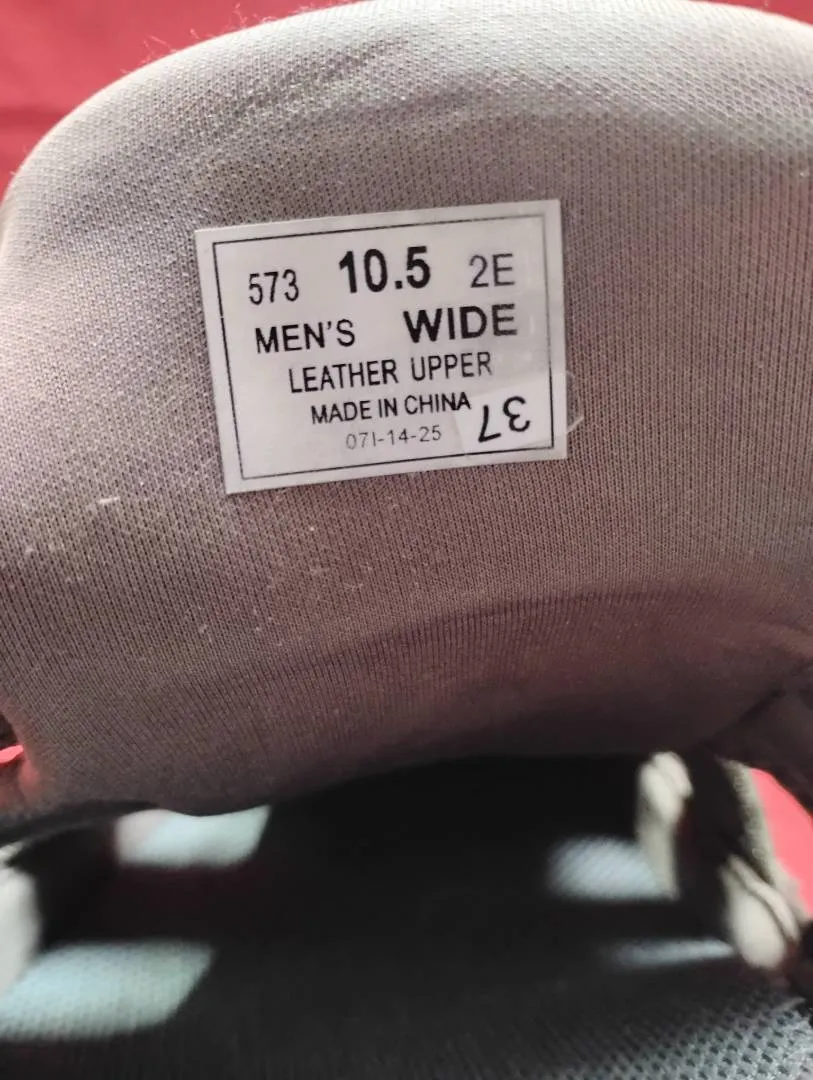 573 10.5 2E
MEN'S WIDE
LEATHER UPPER
MADE IN CHINA
07I-14-25
37